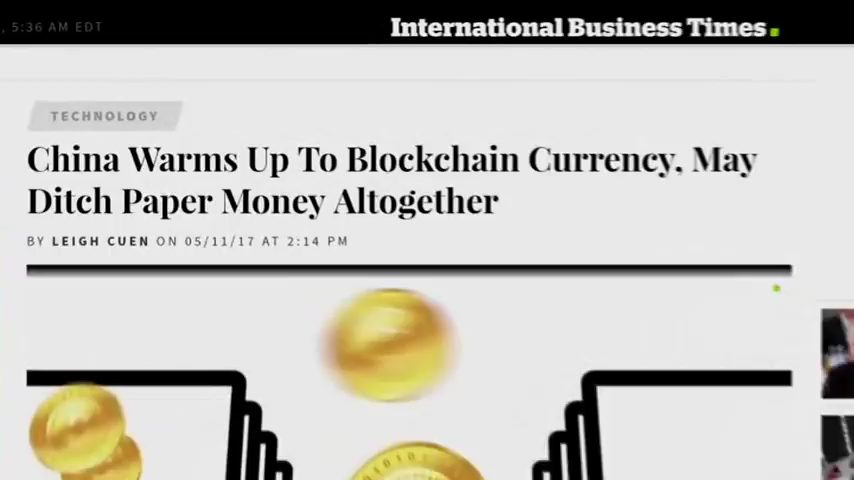 , 5:36 AM EDT
International Business Times.
TECHNOLOGY
China Warms Up To Blockchain Currency, May
Ditch Paper Money Altogether
BY LEIGH CUEN ON 05/11/17 AT 2:14 PM